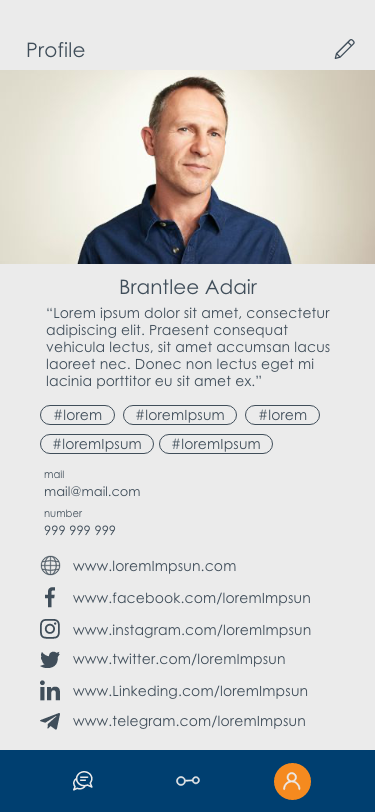 Profile
Brantlee Adair
“Lorem ipsum dolor sit amet, consectetur
adipiscing elit. Praesent consequat
vehicula lectus, sit amet accumsan lacus
laoreet nec. Donec non lectus eget mi
lacinia porttitor eu sit amet ex.”
#lorem #loremIpsum #lorem
#loremIpsum #loremIpsum
mail
mail@mail.com
number
999 999 999
www.loremImpsun.com
www.facebook.com/loremImpsun
www.instagram.com/loremImpsun
www.twitter.com/loremImpsun
www.Linkeding.com/loremImpsun
www.telegram.com/loremImpsun